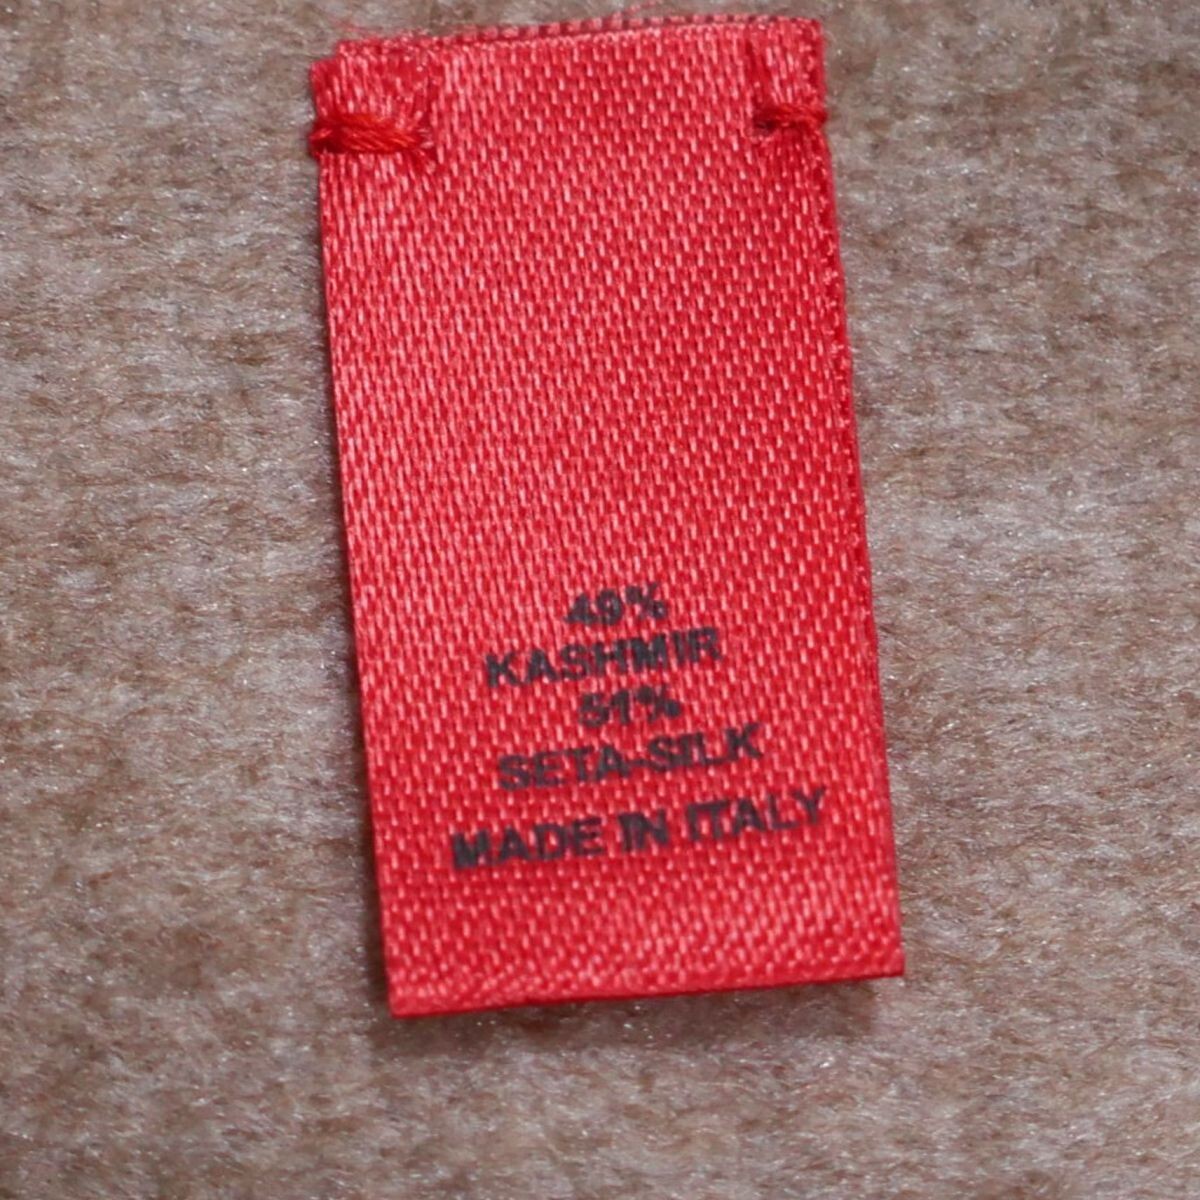 49%
KASHMIR
51%
SETA-SILK
MADE IN ITALY